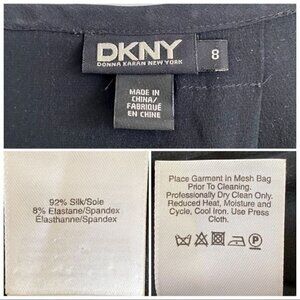 DKNY
DONNA KARAN NEW YORK
8
MADE IN
CHINA/
FABRIQUÉ
EN CHINE
92% Silk/Soie
8% Elastane/Spandex
Elasthanne/Spandex
Place Garment in Mesh Bag
Prior To Cleaning.
Professionally Dry Clean Only.
Reduced Heat, Moisture and
Cycle, Cool Iron. Use Press
Cloth.